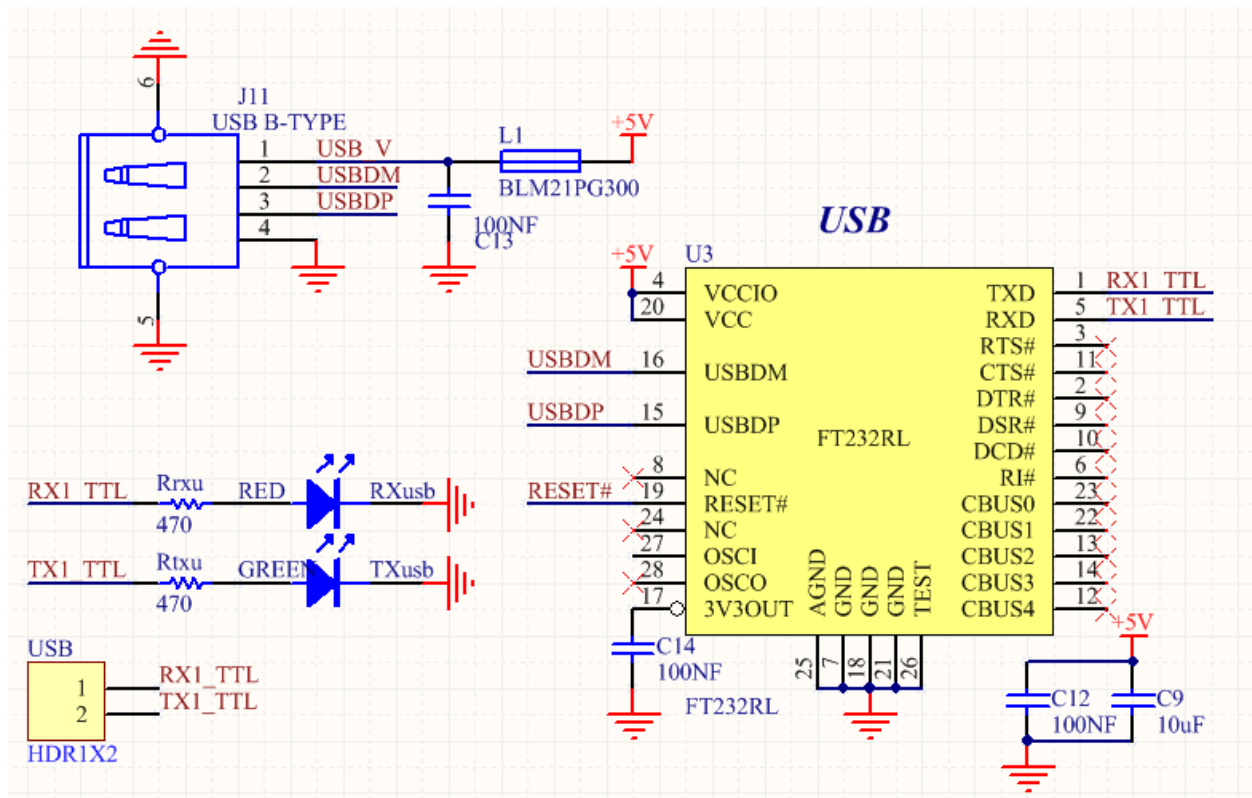 6
J11
USB B-TYPE
1 USB_V
2 USBDM
3 USBDP
4
5
L1
BLM21PG300
+5V
100NF
C13
USB
+5V
U3
4 VCCIO
20 VCC
USBDM 16 USBDM
USBDP 15 USBDP
8 NC
RESET# 19 RESET#
24 NC
27 OSCI
28 OSCO
17 3V3OUT
FT232RL
TXD 1 RX1_TTL
RXD 5 TX1_TTL
RTS# 3
CTS# 11
DTR# 2
DSR# 9
DCD# 10
RI# 6
CBUS0 23
CBUS1 22
CBUS2 13
CBUS3 14
CBUS4 12
AGND GND GND GND TEST
25 7 18 21 26
FT232RL
C14
100NF
RX1_TTL Rrxu RED RXusb
470
TX1_TTL Rtxu GREEN TXusb
470
USB
1 RX1_TTL
2 TX1_TTL
HDR1X2
+5V
C12 C9
100NF 10uF